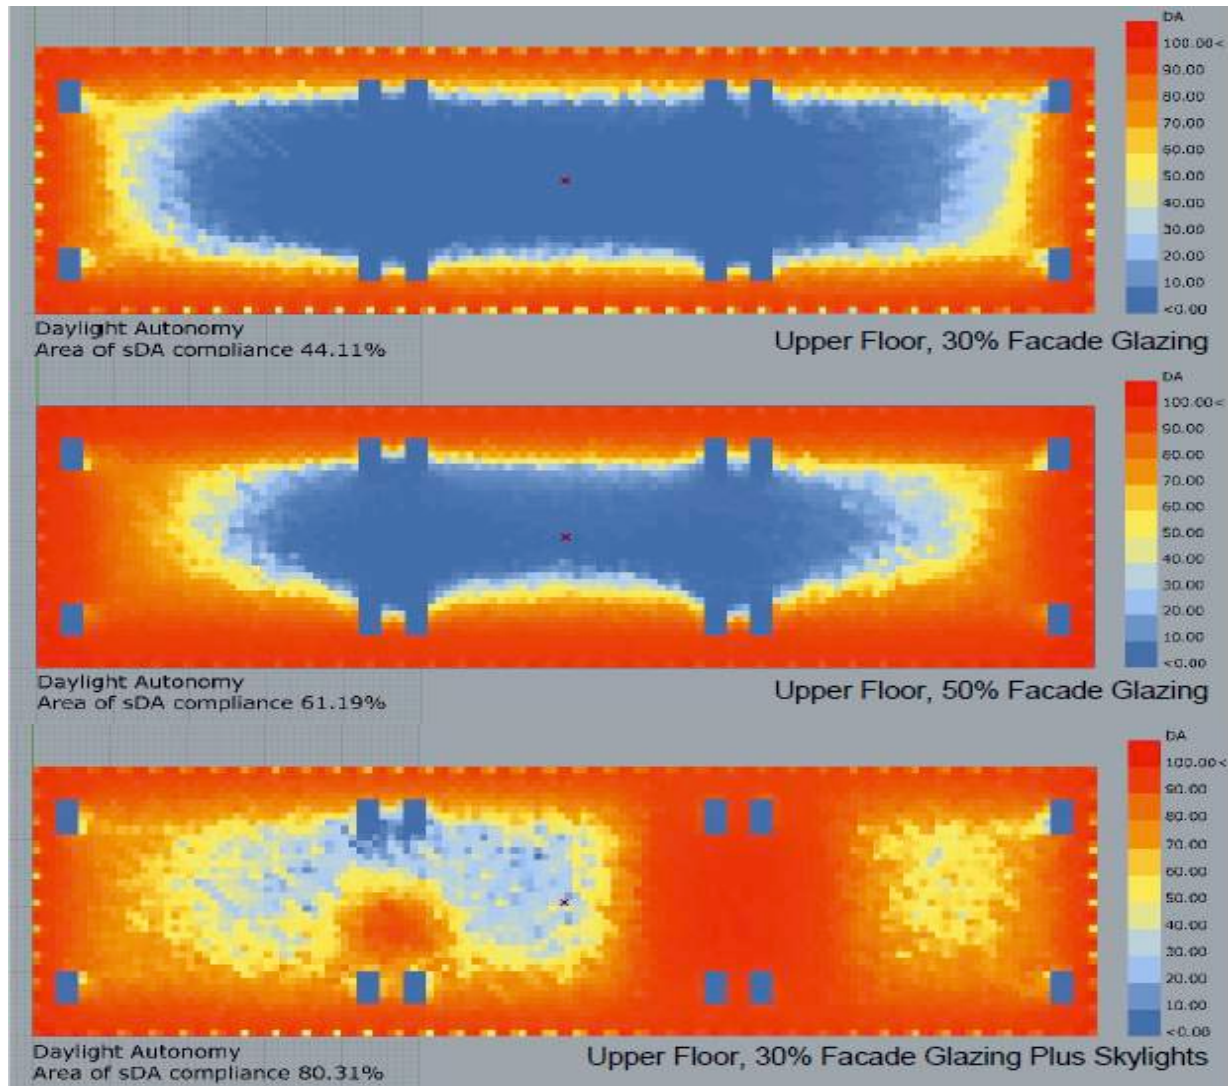 DA
100.00<
90.00
80.00
70.00
60.00
50.00
40.00
30.00
20.00
10.00
<0.00
Daylight Autonomy
Area of sDA compliance 44.11%
Upper Floor, 30% Facade Glazing
DA
100.00<
90.00
80.00
70.00
60.00
50.00
40.00
30.00
20.00
10.00
<0.00
Daylight Autonomy
Area of sDA compliance 61.19%
Upper Floor, 50% Facade Glazing
DA
100.00<
90.00
80.00
70.00
60.00
50.00
40.00
30.00
20.00
10.00
<0.00
Daylight Autonomy
Area of sDA compliance 80.31%
Upper Floor, 30% Facade Glazing Plus Skylights